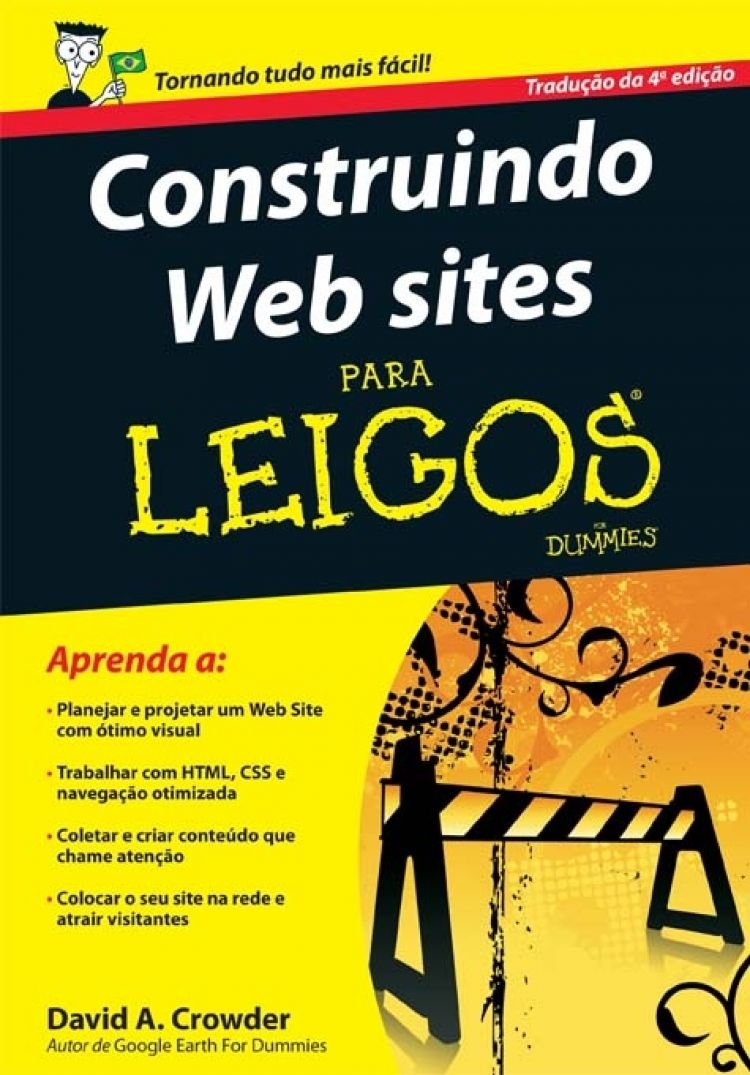 Tornando tudo mais fácil!
Tradução da 4ª edição
Construindo
Web sites
PARA
LEIGOS®
FOR
DUMMIES
Aprenda a:
• Planejar e projetar um Web Site
com ótimo visual
• Trabalhar com HTML, CSS e
navegação otimizada
• Coletar e criar conteúdo que
chame atenção
• Colocar o seu site na rede e
atrair visitantes
David A. Crowder
Autor de Google Earth For Dummies